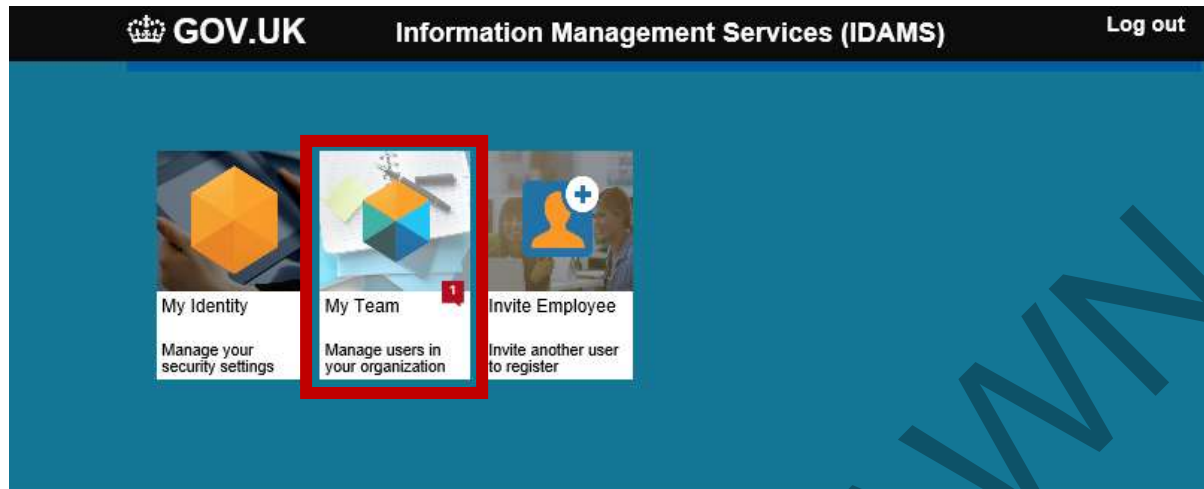 GOV.UK Information Management Services (IDAMS) Log out
My Identity
Manage your
security settings
My Team
1
Manage users in
your organization
Invite Employee
Invite another user
to register
WN